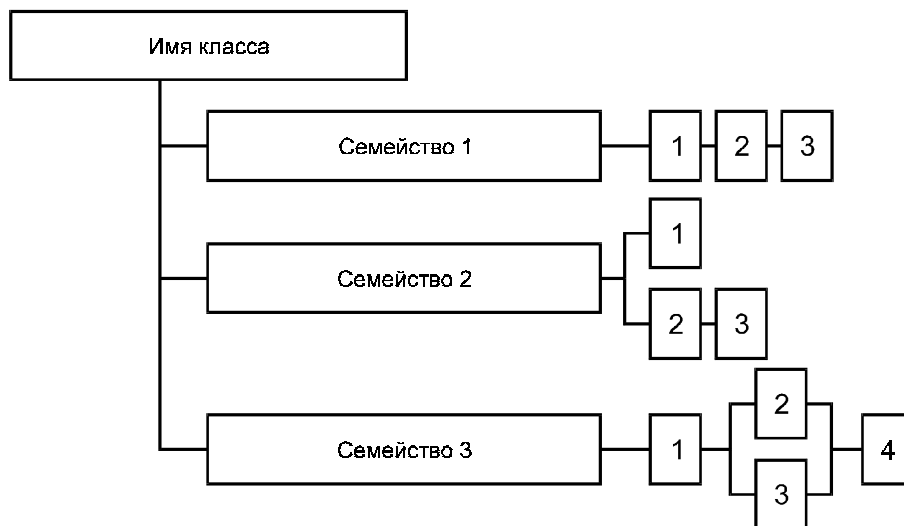 Имя класса
Семейство 1
1 2 3
Семейство 2
1
2 3
Семейство 3
1
2
3
4